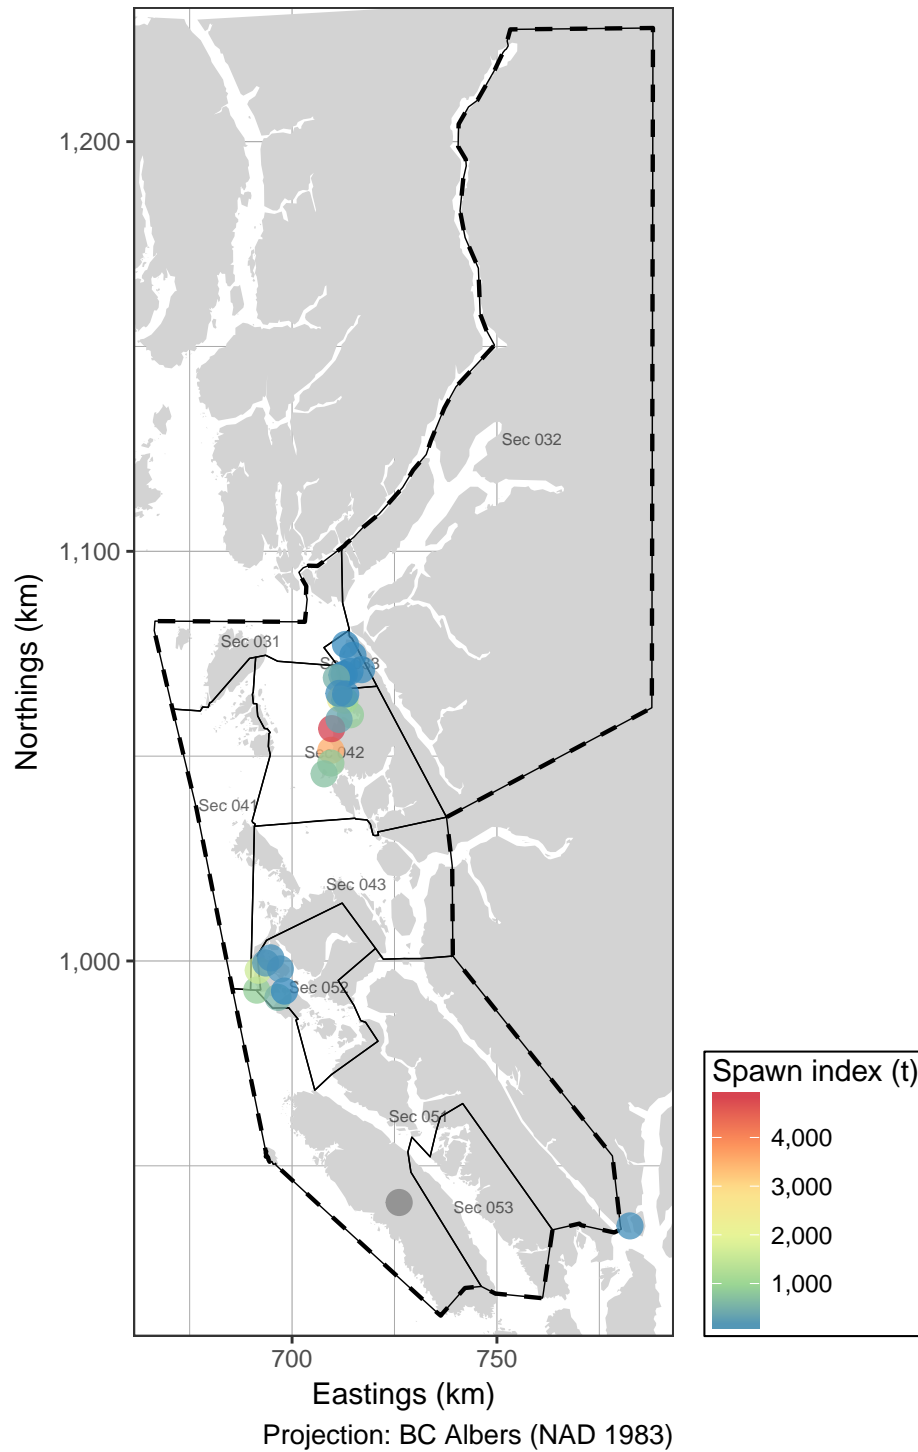 1,200
1,100
1,000
Northings (km)
Sec 032
Sec 031
Sec 042
Sec 041
Sec 043
Sec 052
Sec 051
Sec 053
700
750
Eastings (km)
Projection: BC Albers (NAD 1983)
Spawn index (t)
4,000
3,000
2,000
1,000